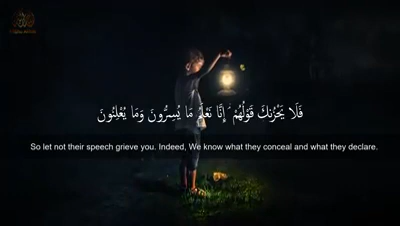 فَلَا يَحْزُنكَ قَوْلُهُمْ ۘ إِنَّا نَعْلَمُ مَا يُسِرُّونَ وَمَا يُعْلِنُونَ
So let not their speech grieve you. Indeed, We know what they conceal and what they declare.